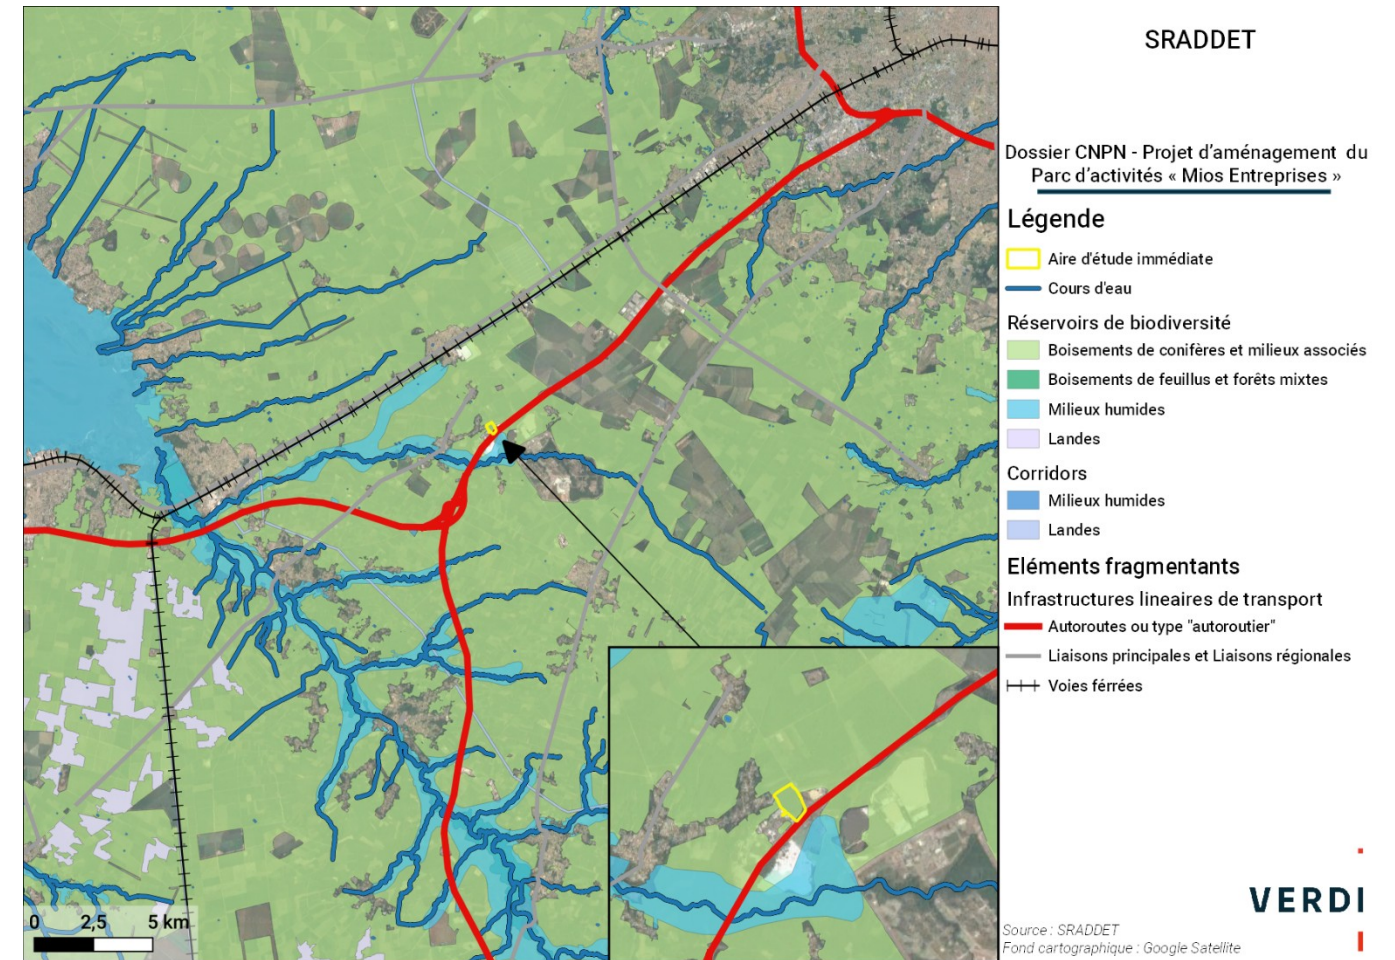 SRADDET
Dossier CNPN - Projet d'aménagement du
Parc d'activités « Mios Entreprises »
Légende
Aire d'étude immédiate
Cours d'eau
Réservoirs de biodiversité
Boisements de conifères et milieux associés
Boisements de feuillus et forêts mixtes
Milieux humides
Landes
Corridors
Milieux humides
Landes
Eléments fragmentants
Infrastructures lineaires de transport
Autoroutes ou type "autoroutier"
Liaisons principales et Liaisons régionales
Voies férrées
0 2,5 5 km
VERDI
Source : SRADDET
Fond cartographique : Google Satellite